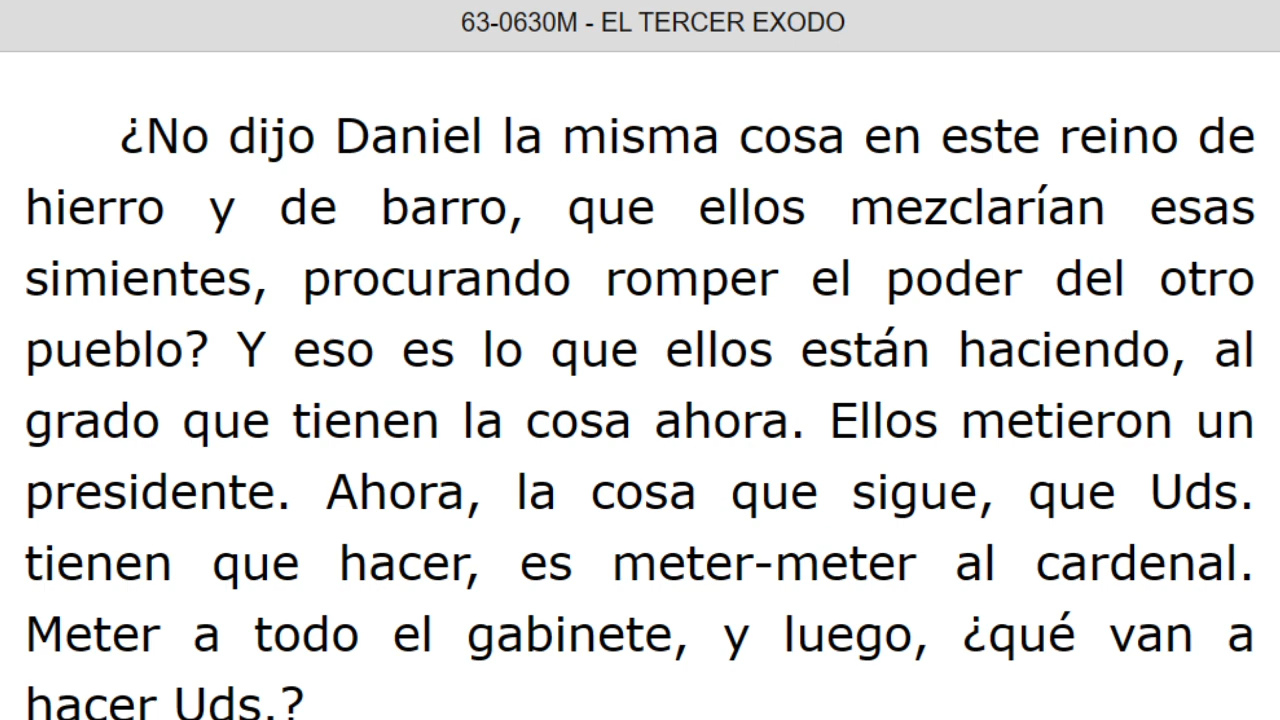 63-0630M - EL TERCER EXODO
¿No dijo Daniel la misma cosa en este reino de
hierro y de barro, que ellos mezclarían esas
simientes, procurando romper el poder del otro
pueblo? Y eso es lo que ellos están haciendo, al
grado que tienen la cosa ahora. Ellos metieron un
presidente. Ahora, la cosa que sigue, que Uds.
tienen que hacer, es meter-meter al cardenal.
Meter a todo el gabinete, y luego, ¿qué van a
hacer Uds.?